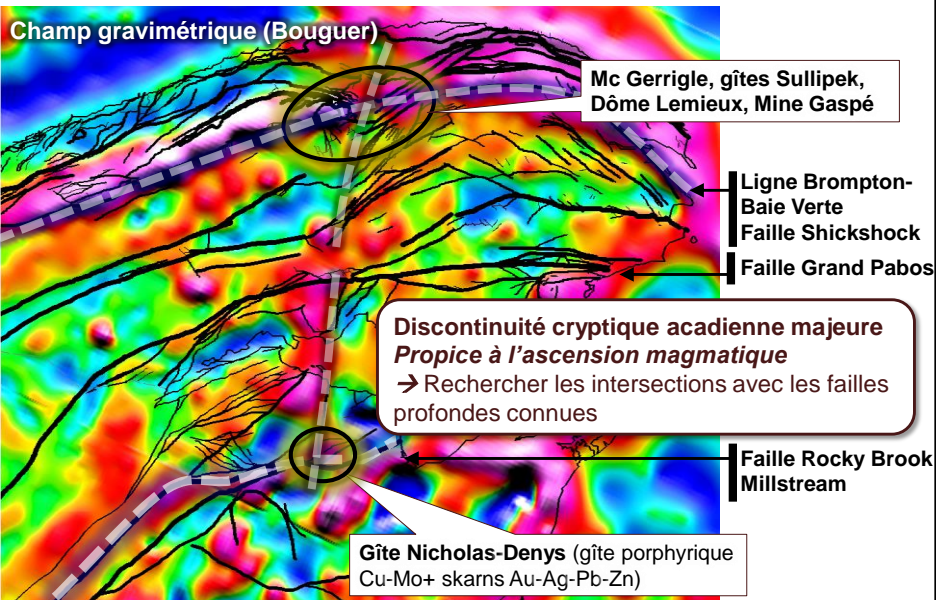 Champ gravimétrique (Bouguer)
Mc Gerrigle, gîtes Sullipek,
Dôme Lemieux, Mine Gaspé
Ligne Brompton-
Baie Verte
Faille Shickshock
Faille Grand Pabos
Discontinuité cryptique acadienne majeure
Propice à l'ascension magmatique
→ Rechercher les intersections avec les failles
profondes connues
Faille Rocky Brook
Millstream
Gîte Nicholas-Denys (gîte porphyrique
Cu-Mo+ skarns Au-Ag-Pb-Zn)